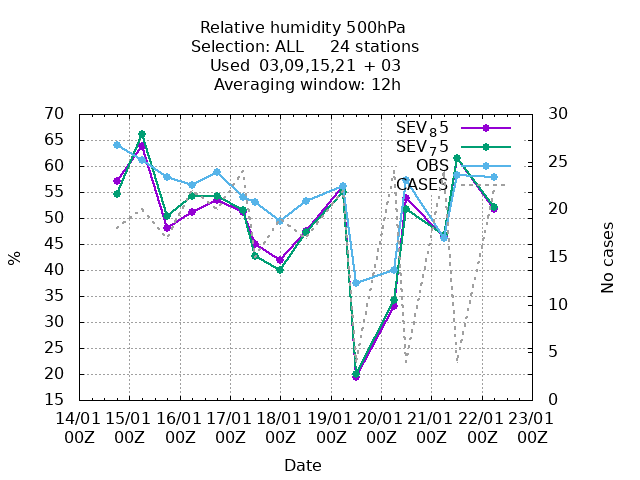 Relative humidity 500hPa
Selection: ALL 24 stations
Used 03,09,15,21 + 03
Averaging window: 12h
70 30
65
60 25
55
50 20
45 15
40
35 10
30
25 5
20
15 0
SEV₈5
SEV₇5
OBS
CASES
%
No cases
14/01 15/01 16/01 17/01 18/01 19/01 20/01 21/01 22/01 23/01
00Z 00Z 00Z 00Z 00Z 00Z 00Z 00Z 00Z 00Z
Date